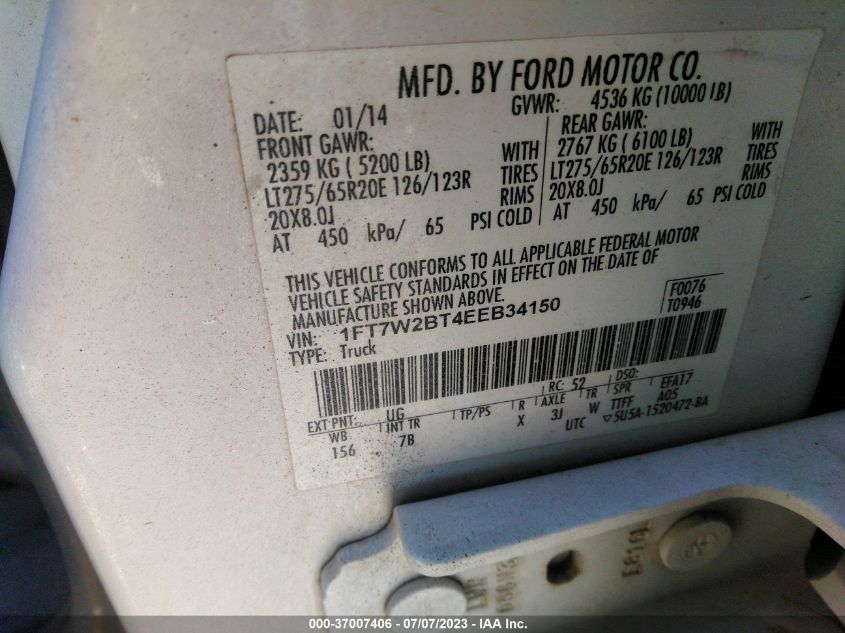 MFD. BY FORD MOTOR CO.
DATE: 01/14 GVWR: 4536 KG (10000 LB)
FRONT GAWR: REAR GAWR:
2359 KG ( 5200 LB) WITH 2767 KG ( 6100 LB) WITH
LT275/65R20E 126/123R TIRES LT275/65R20E 126/123R TIRES
20X8.0J RIMS 20X8.0J RIMS
AT 450 kPa/ 65 PSI COLD AT 450 kPa/ 65 PSI COLD
THIS VEHICLE CONFORMS TO ALL APPLICABLE FEDERAL MOTOR
VEHICLE SAFETY STANDARDS IN EFFECT ON THE DATE OF
MANUFACTURE SHOWN ABOVE.
VIN: 1FT7W2BT4EEB34150 F0076
TYPE: Truck T0946
EXT PNT: UG RC: 52 DSO:
WB INT TR TP/PS R AXLE TR SPR EFA17
156 7B X 3J W TTFF A05
UTC ▽5U5A-1520472-BA
000-37007406 - 07/07/2023 - IAA Inc.